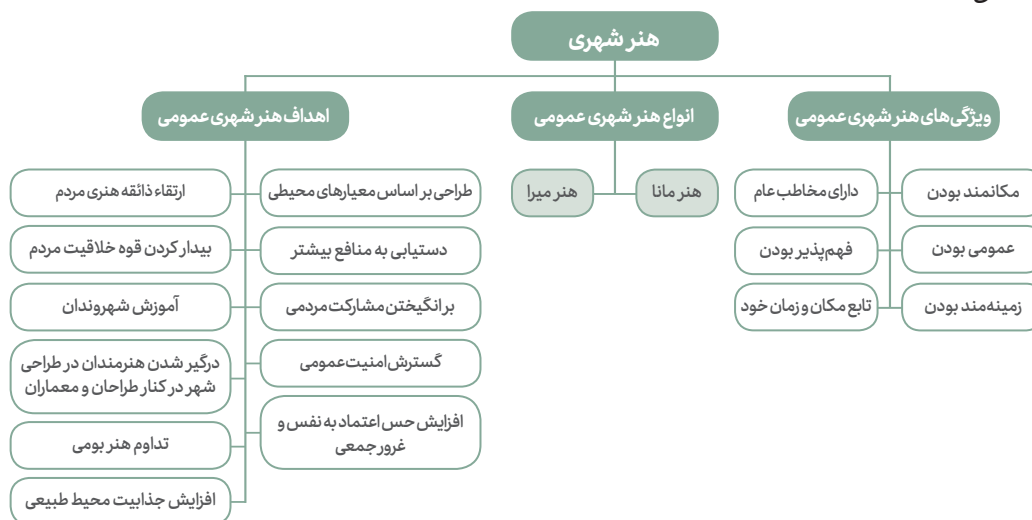 هنر شهری
ویژگی‌های هنر شهری عمومی
انواع هنر شهری عمومی
اهداف هنر شهری عمومی
مکانمند بودن
دارای مخاطب عام
عمومی بودن
فهم‌پذیر بودن
زمینه‌مند بودن
تابع مکان و زمان خود
هنر مانا
هنر میرا
طراحی بر اساس معیارهای محیطی
ارتقاء ذائقه هنری مردم
دستیابی به منافع بیشتر
بیدار کردن قوه خلاقیت مردم
برانگیختن مشارکت مردمی
آموزش شهروندان
گسترش امنیت عمومی
درگیر شدن هنرمندان در طراحی
شهر در کنار طراحان و معماران
افزایش حس اعتماد به نفس و
غرور جمعی
تداوم هنر بومی
افزایش جذابیت محیط طبیعی